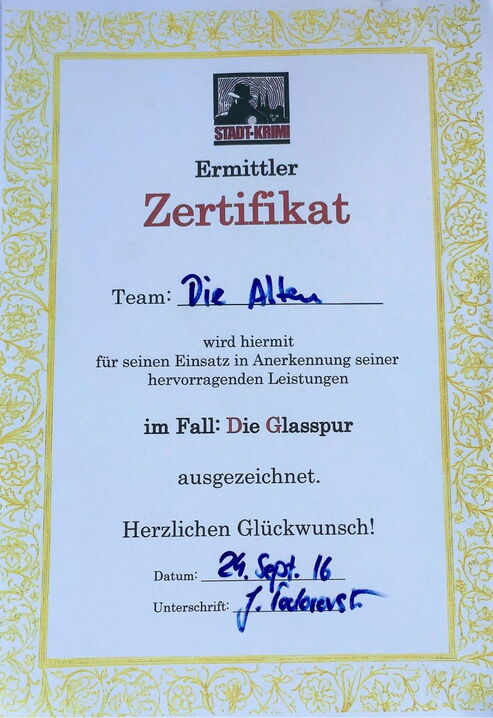 STADT-KRIMI
Ermittler
Zertifikat
Team: Die Alten
wird hiermit
für seinen Einsatz in Anerkennung seiner
hervorragenden Leistungen
im Fall: Die Glasspur
ausgezeichnet.
Herzlichen Glückwunsch!
Datum: 24. Sept. 16
Unterschrift: J.